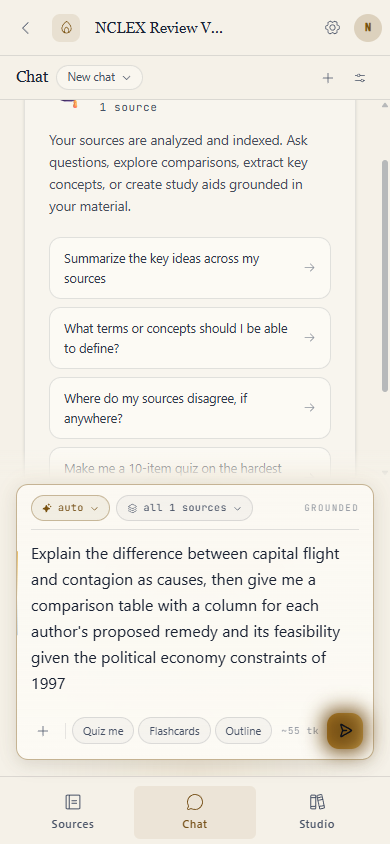 NCLEX Review V...
N
Chat
New chat
1 source
Your sources are analyzed and indexed. Ask
questions, explore comparisons, extract key
concepts, or create study aids grounded in
your material.
Summarize the key ideas across my
sources
What terms or concepts should I be able
to define?
Where do my sources disagree, if
anywhere?
Make me a 10-item quiz on the hardest
auto
all 1 sources
GROUNDED
Explain the difference between capital flight
and contagion as causes, then give me a
comparison table with a column for each
author's proposed remedy and its feasibility
given the political economy constraints of
1997
Quiz me
Flashcards
Outline
~55 tk
Sources
Chat
Studio